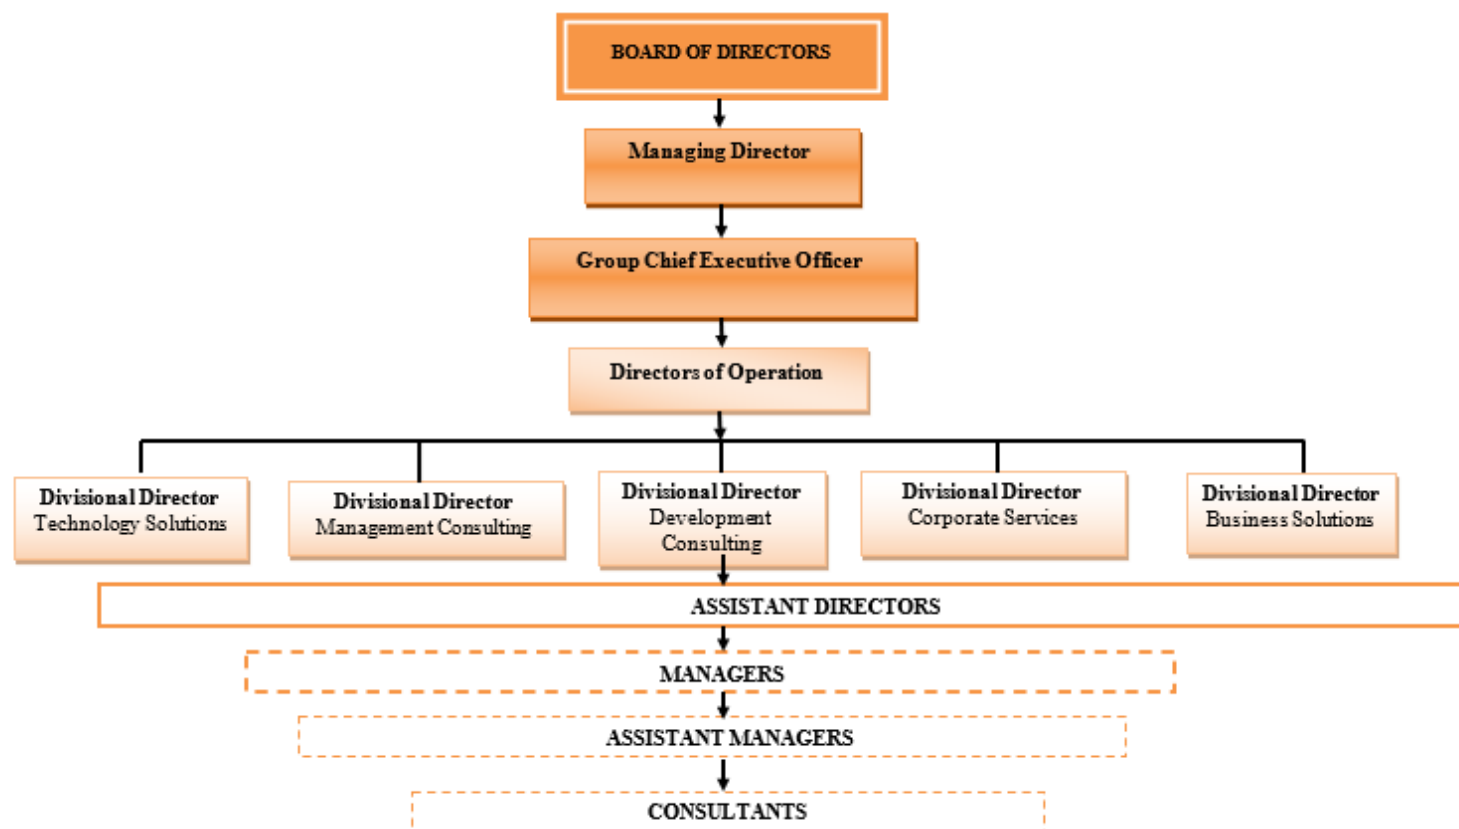 BOARD OF DIRECTORS
Managing Director
Group Chief Executive Officer
Directors of Operation
Divisional Director
Technology Solutions
Divisional Director
Management Consulting
Divisional Director
Development
Consulting
Divisional Director
Corporate Services
Divisional Director
Business Solutions
ASSISTANT DIRECTORS
MANAGERS
ASSISTANT MANAGERS
CONSULTANTS